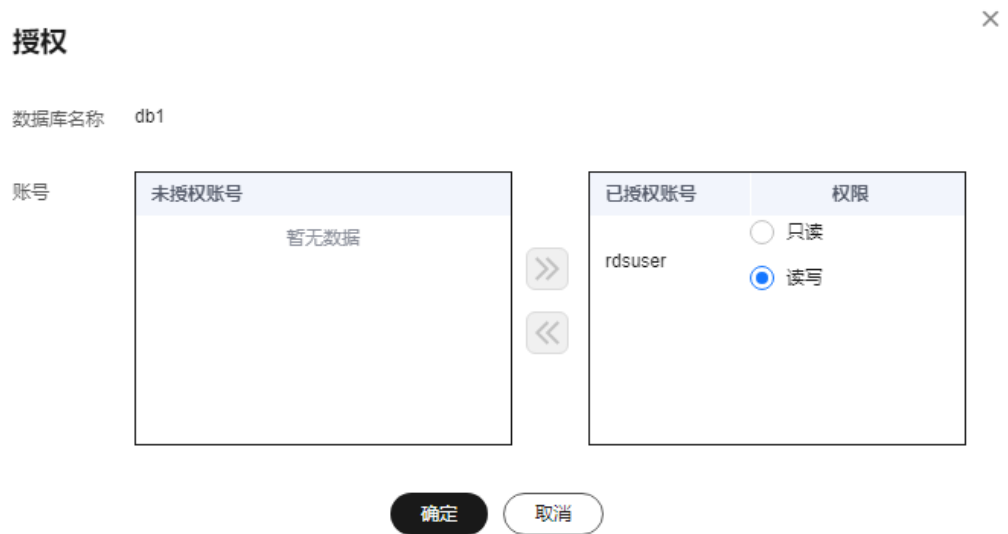 授权
数据库名称 db1
账号 未授权账号 已授权账号 权限
暂无数据 只读
rdsuser
读写
确定 取消